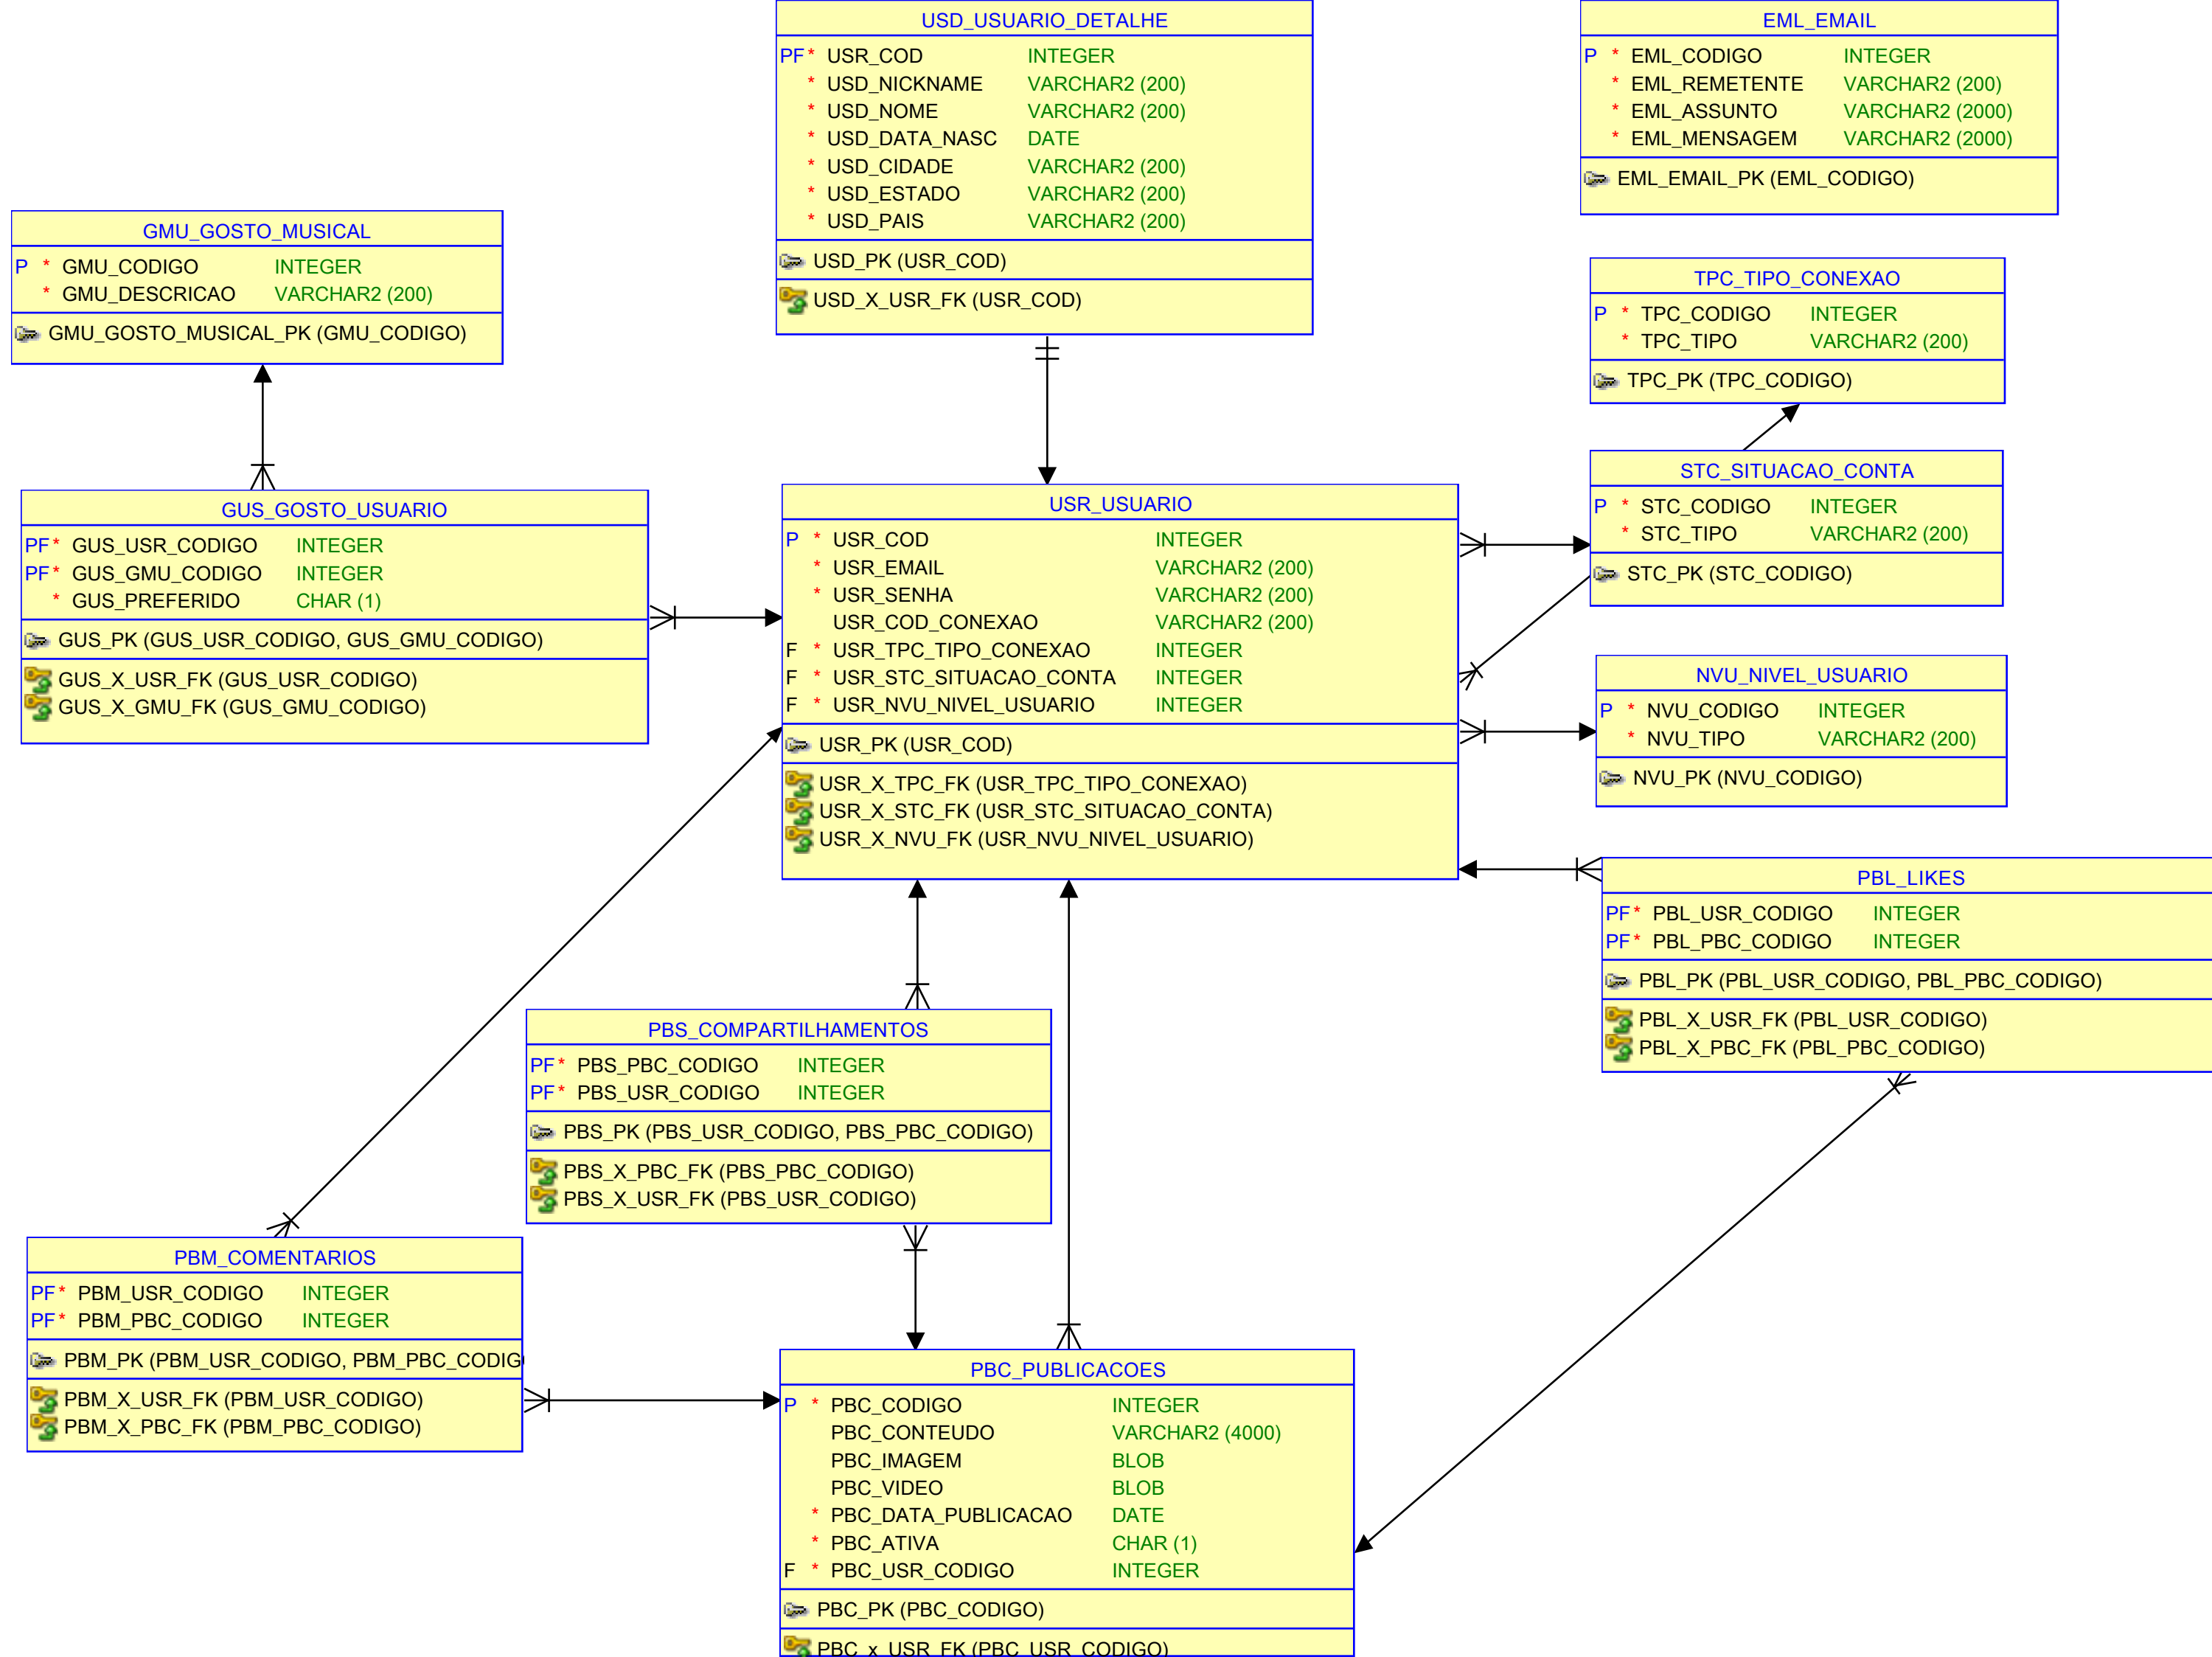 USD_USUARIO_DETALHE
PF * USR_COD INTEGER
* USD_NICKNAME VARCHAR2 (200)
* USD_NOME VARCHAR2 (200)
* USD_DATA_NASC DATE
* USD_CIDADE VARCHAR2 (200)
* USD_ESTADO VARCHAR2 (200)
* USD_PAIS VARCHAR2 (200)
USD_PK (USR_COD)
USD_X_USR_FK (USR_COD)
EML_EMAIL
P * EML_CODIGO INTEGER
* EML_REMETENTE VARCHAR2 (200)
* EML_ASSUNTO VARCHAR2 (2000)
* EML_MENSAGEM VARCHAR2 (2000)
EML_EMAIL_PK (EML_CODIGO)
GMU_GOSTO_MUSICAL
P * GMU_CODIGO INTEGER
* GMU_DESCRICAO VARCHAR2 (200)
GMU_GOSTO_MUSICAL_PK (GMU_CODIGO)
TPC_TIPO_CONEXAO
P * TPC_CODIGO INTEGER
* TPC_TIPO VARCHAR2 (200)
TPC_PK (TPC_CODIGO)
GUS_GOSTO_USUARIO
PF * GUS_USR_CODIGO INTEGER
PF * GUS_GMU_CODIGO INTEGER
* GUS_PREFERIDO CHAR (1)
GUS_PK (GUS_USR_CODIGO, GUS_GMU_CODIGO)
GUS_X_USR_FK (GUS_USR_CODIGO)
GUS_X_GMU_FK (GUS_GMU_CODIGO)
USR_USUARIO
P * USR_COD INTEGER
* USR_EMAIL VARCHAR2 (200)
* USR_SENHA VARCHAR2 (200)
USR_COD_CONEXAO VARCHAR2 (200)
F * USR_TPC_TIPO_CONEXAO INTEGER
F * USR_STC_SITUACAO_CONTA INTEGER
F * USR_NVU_NIVEL_USUARIO INTEGER
USR_PK (USR_COD)
USR_X_TPC_FK (USR_TPC_TIPO_CONEXAO)
USR_X_STC_FK (USR_STC_SITUACAO_CONTA)
USR_X_NVU_FK (USR_NVU_NIVEL_USUARIO)
STC_SITUACAO_CONTA
P * STC_CODIGO INTEGER
* STC_TIPO VARCHAR2 (200)
STC_PK (STC_CODIGO)
NVU_NIVEL_USUARIO
P * NVU_CODIGO INTEGER
* NVU_TIPO VARCHAR2 (200)
NVU_PK (NVU_CODIGO)
PBL_LIKES
PF * PBL_USR_CODIGO INTEGER
PF * PBL_PBC_CODIGO INTEGER
PBL_PK (PBL_USR_CODIGO, PBL_PBC_CODIGO)
PBL_X_USR_FK (PBL_USR_CODIGO)
PBL_X_PBC_FK (PBL_PBC_CODIGO)
PBS_COMPARTILHAMENTOS
PF * PBS_PBC_CODIGO INTEGER
PF * PBS_USR_CODIGO INTEGER
PBS_PK (PBS_USR_CODIGO, PBS_PBC_CODIGO)
PBS_X_PBC_FK (PBS_PBC_CODIGO)
PBS_X_USR_FK (PBS_USR_CODIGO)
PBM_COMENTARIOS
PF * PBM_USR_CODIGO INTEGER
PF * PBM_PBC_CODIGO INTEGER
PBM_PK (PBM_USR_CODIGO, PBM_PBC_CODIG
PBM_X_USR_FK (PBM_USR_CODIGO)
PBM_X_PBC_FK (PBM_PBC_CODIGO)
PBC_PUBLICACOES
P * PBC_CODIGO INTEGER
PBC_CONTEUDO VARCHAR2 (4000)
PBC_IMAGEM BLOB
PBC_VIDEO BLOB
* PBC_DATA_PUBLICACAO DATE
* PBC_ATIVA CHAR (1)
F * PBC_USR_CODIGO INTEGER
PBC_PK (PBC_CODIGO)
PBC_x_USR_FK (PBC_USR_CODIGO)